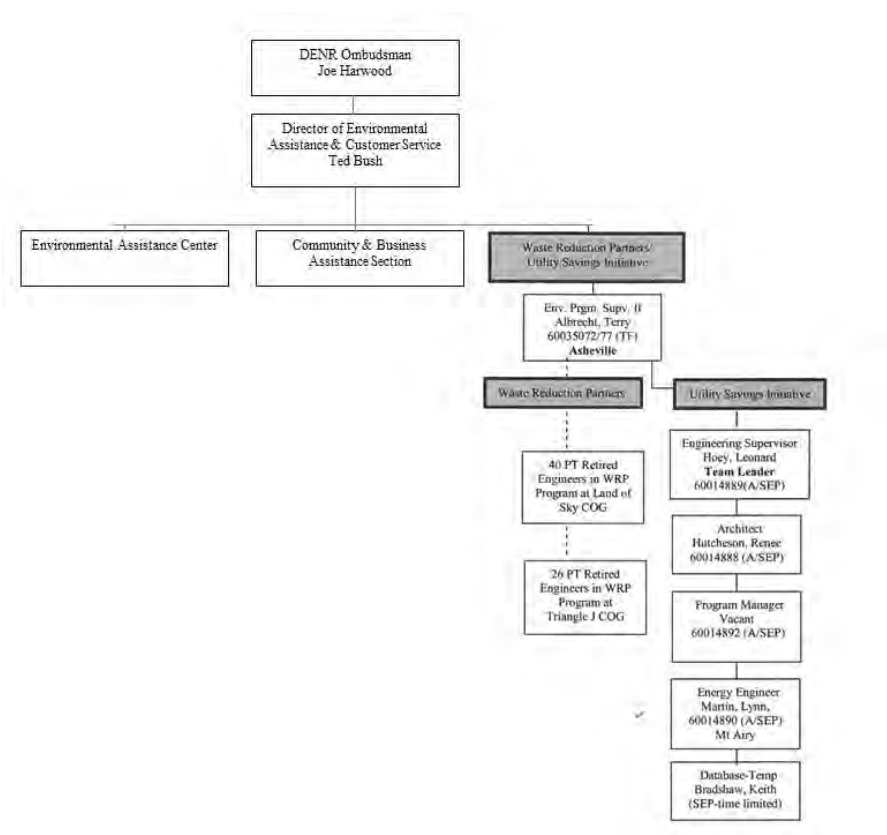 DENR Ombudsman
Joe Harwood
Director of Environmental
Assistance & Customer Service
Ted Bush
Environmental Assistance Center
Community & Business
Assistance Section
Waste Reduction Partners/
Utility Savings Initiative
Env. Prgm. Supv. II
Albrecht, Terry
60035072/77 (TF)
Asheville
Waste Reduction Partners
Utility Savings Initiative
40 PT Retired
Engineers in WRP
Program at Land of
Sky COG
26 PT Retired
Engineers in WRP
Program at
Triangle J COG
Engineering Supervisor
Hoey, Leonard
Team Leader
60014889(A/SEP)
Architect
Hutcheson, Renee
60014888 (A/SEP)
Program Manager
Vacant
60014892 (A/SEP)
Energy Engineer
Martin, Lynn,
60014890 (A/SEP)
Mt Airy
Database-Temp
Bradshaw, Keith
(SEP-time limited)